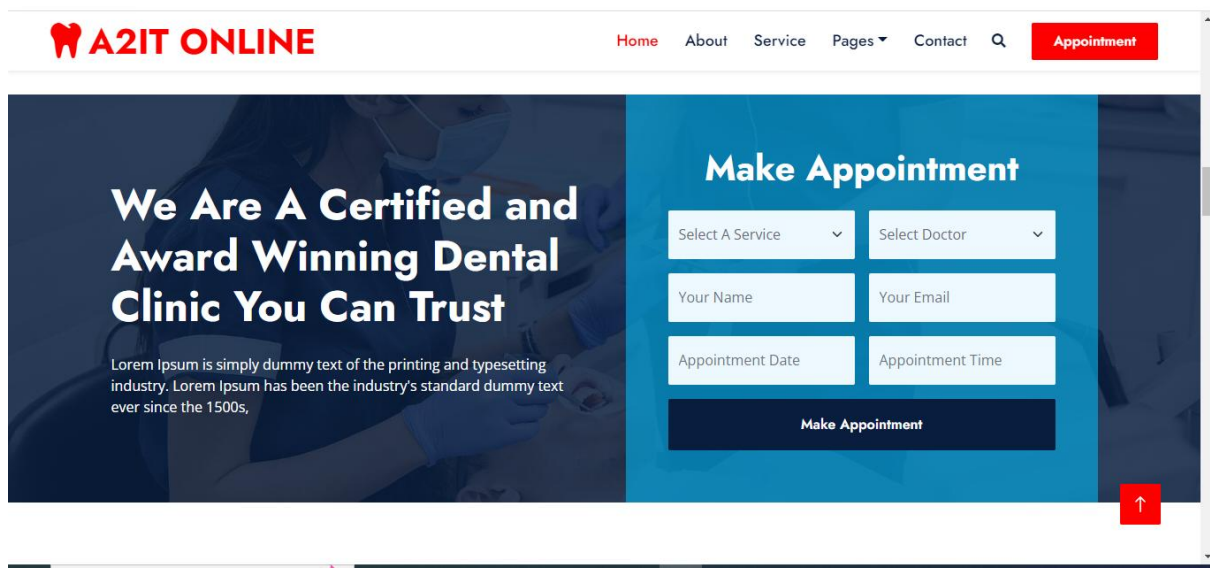 A2IT ONLINE
Home About Service Pages Contact Appointment
We Are A Certified and
Award Winning Dental
Clinic You Can Trust
Lorem Ipsum is simply dummy text of the printing and typesetting
industry. Lorem Ipsum has been the industry's standard dummy text
ever since the 1500s,
Make Appointment
Select A Service Select Doctor
Your Name Your Email
Appointment Date Appointment Time
Make Appointment